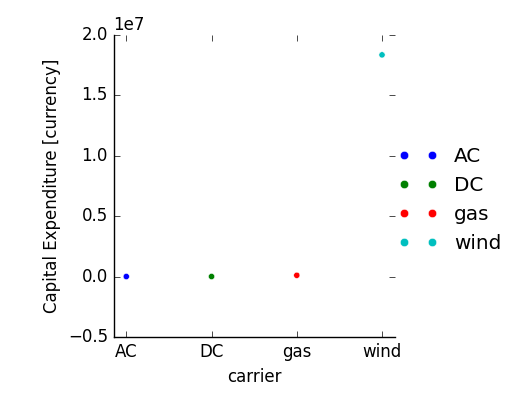 1e7
2.0
1.5
1.0
0.5
0.0
−0.5
Capital Expenditure [currency]
AC DC gas wind
carrier
AC
DC
gas
wind